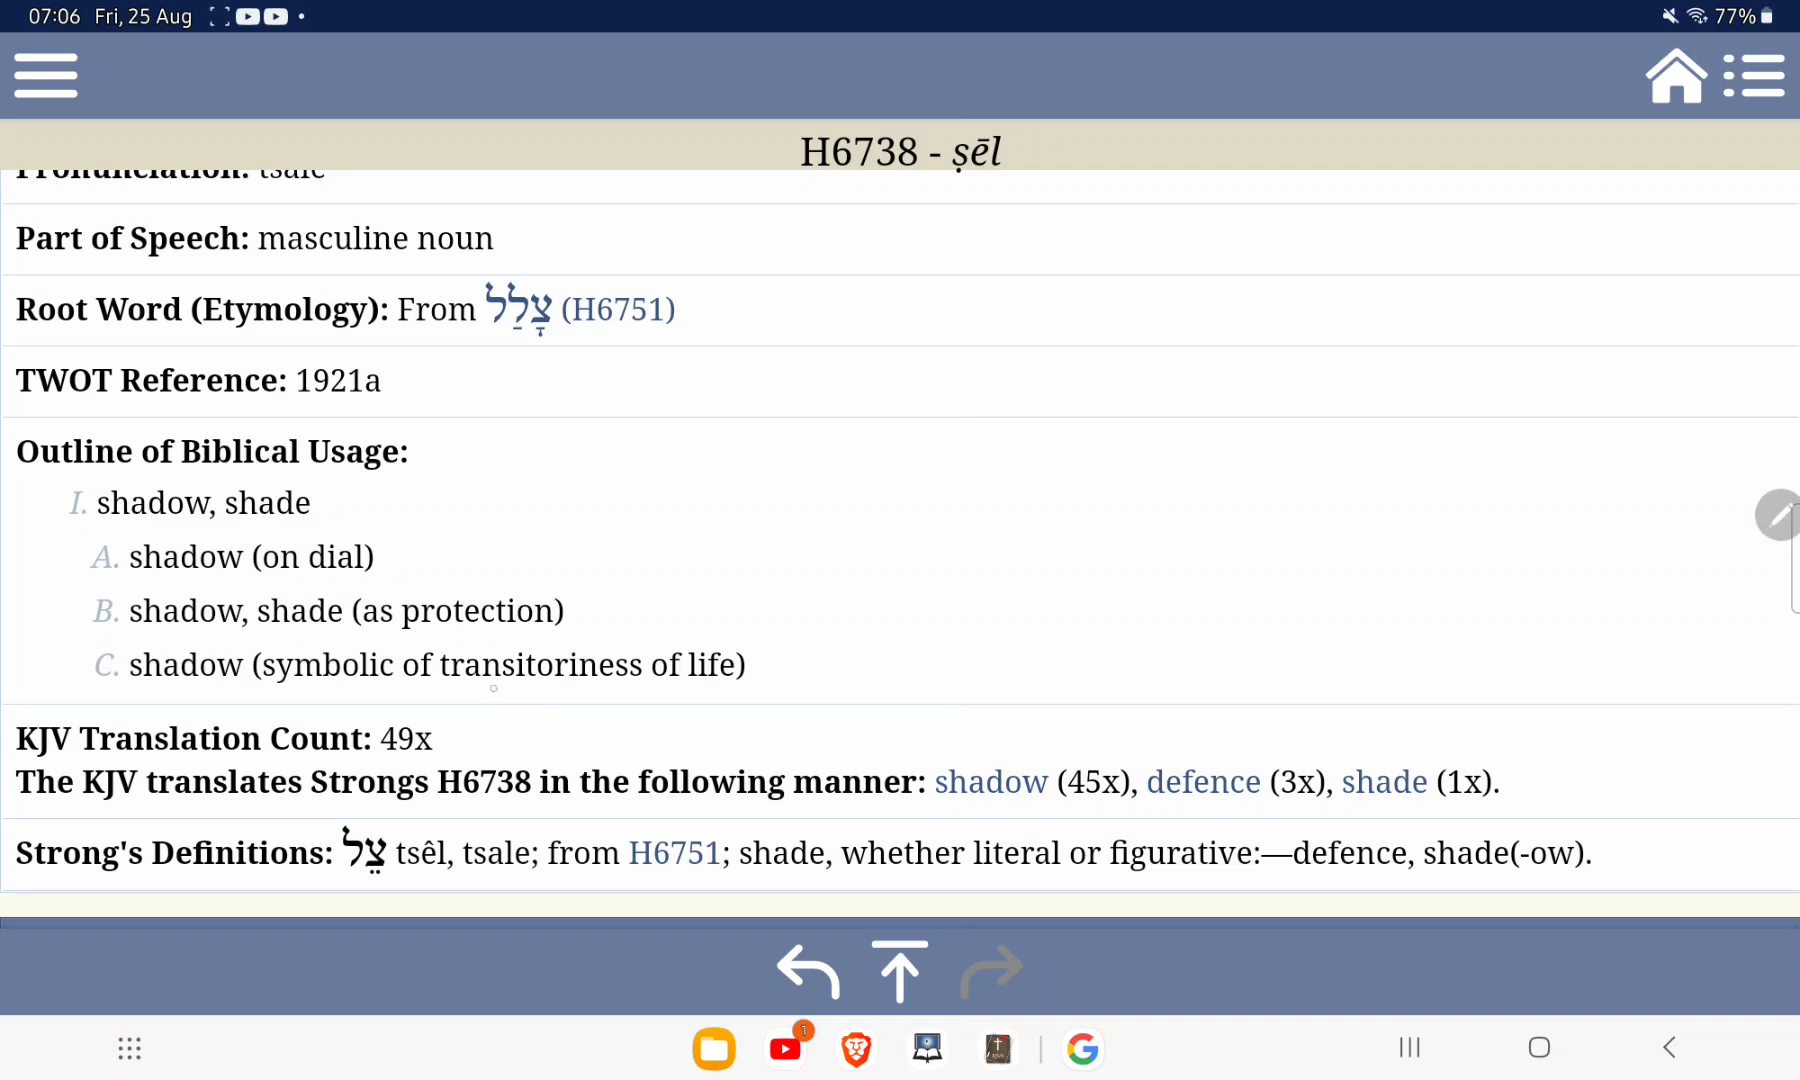 07:06 Fri, 25 Aug
77%
H6738 - ṣēl
Pronunciation: tsale
Part of Speech: masculine noun
Root Word (Etymology): From צָלַל (H6751)
TWOT Reference: 1921a
Outline of Biblical Usage:
I. shadow, shade
A. shadow (on dial)
B. shadow, shade (as protection)
C. shadow (symbolic of transitoriness of life)
KJV Translation Count: 49x
The KJV translates Strongs H6738 in the following manner: shadow (45x), defence (3x), shade (1x).
Strong's Definitions: צֵל tsêl, tsale; from H6751; shade, whether literal or figurative:—defence, shade(-ow).
1